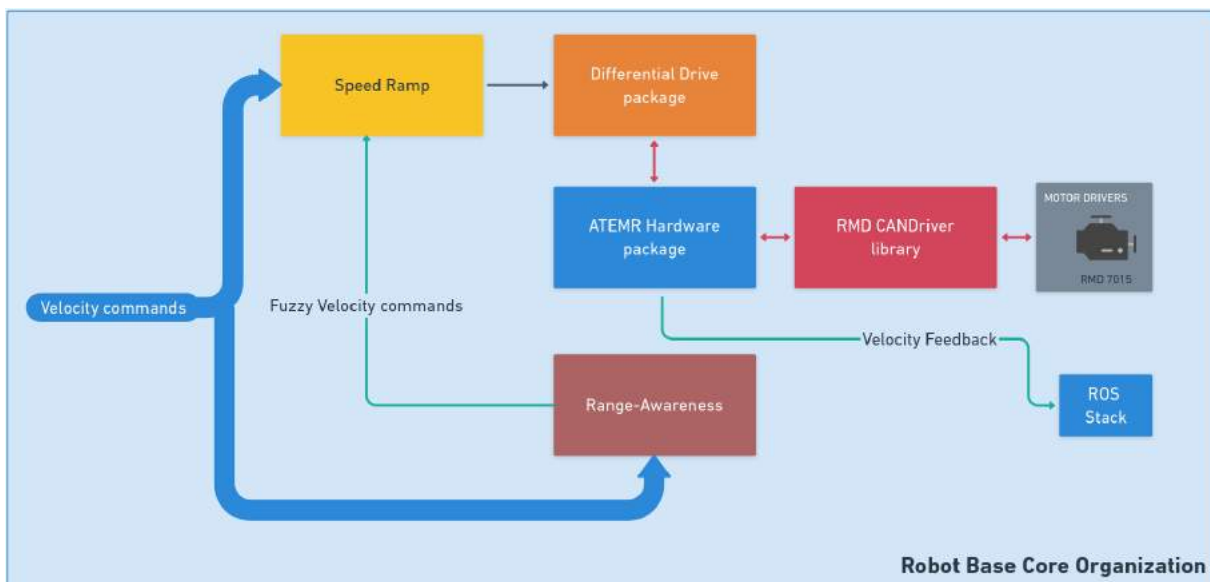 Speed Ramp
Differential Drive
package
ATEMR Hardware
package
RMD CANDriver
library
MOTOR DRIVERS
RMD 7015
Velocity commands
Fuzzy Velocity commands
Velocity Feedback
Range-Awareness
ROS
Stack
Robot Base Core Organization